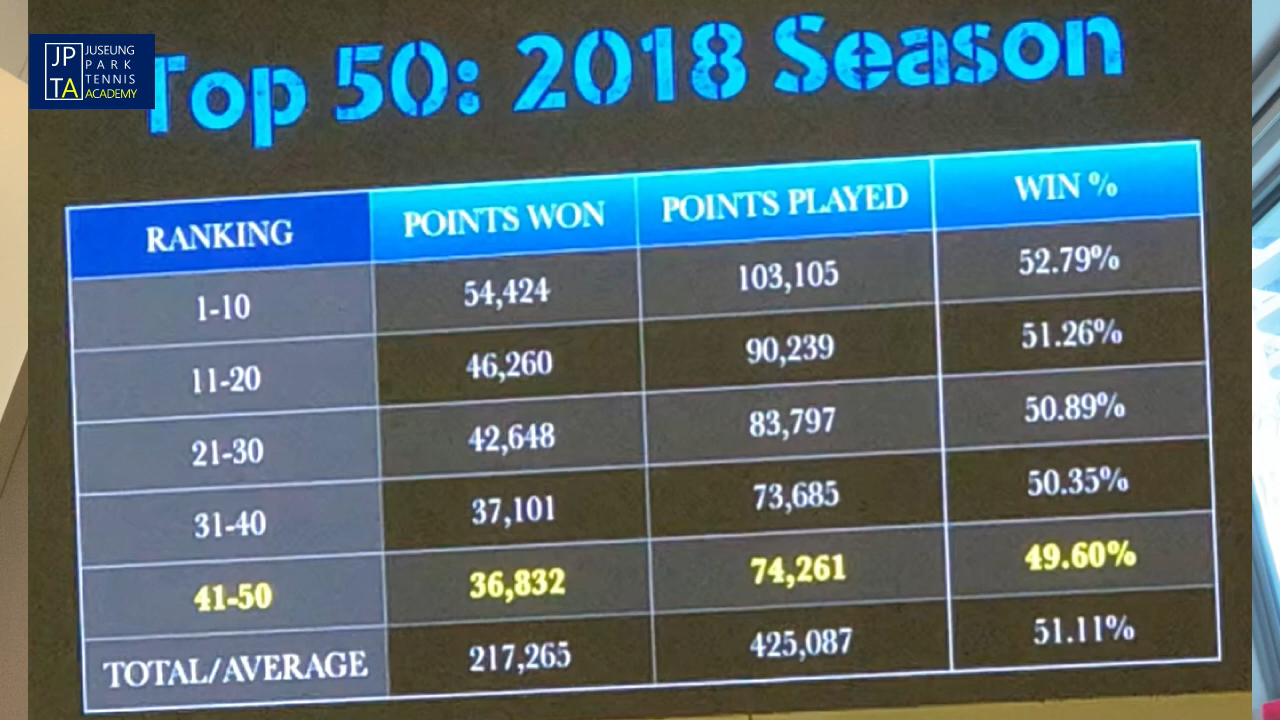 JP JUSEUNG
PARK
TA TENNIS
ACADEMY
Top 50: 2018 Season
RANKING POINTS WON POINTS PLAYED WIN %
1-10 54,424 103,105 52.79%
11-20 46,260 90,239 51.26%
21-30 42,648 83,797 50.89%
31-40 37,101 73,685 50.35%
41-50 36,832 74,261 49.60%
TOTAL/AVERAGE 217,265 425,087 51.11%